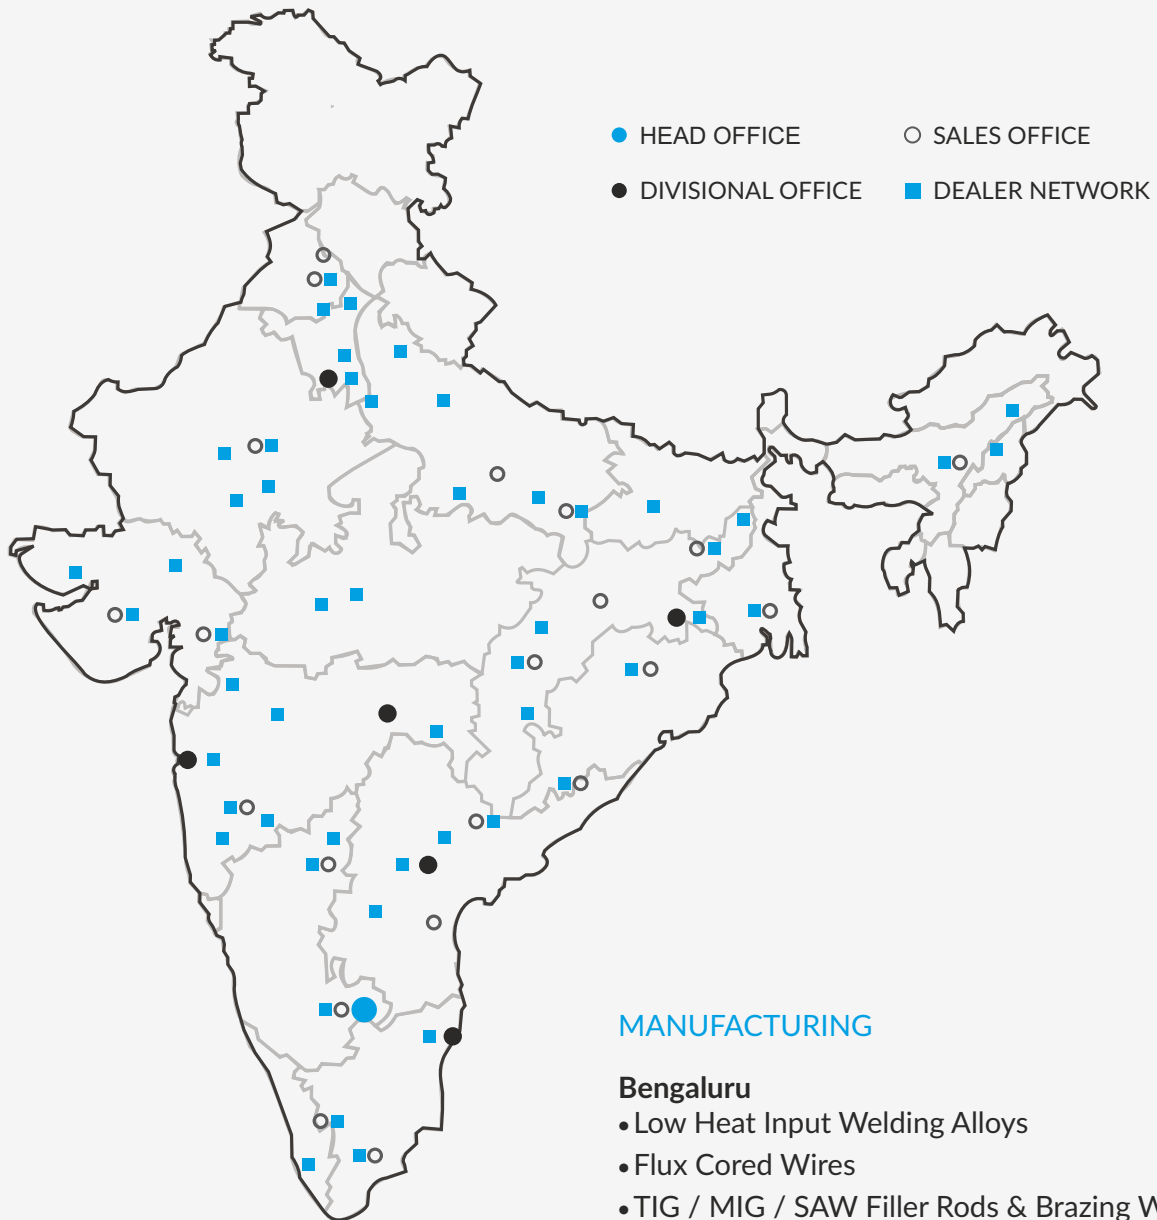 HEAD OFFICE
SALES OFFICE
DIVISIONAL OFFICE
DEALER NETWORK
MANUFACTURING
Bengaluru
• Low Heat Input Welding Alloys
• Flux Cored Wires
• TIG / MIG / SAW Filler Rods & Brazing